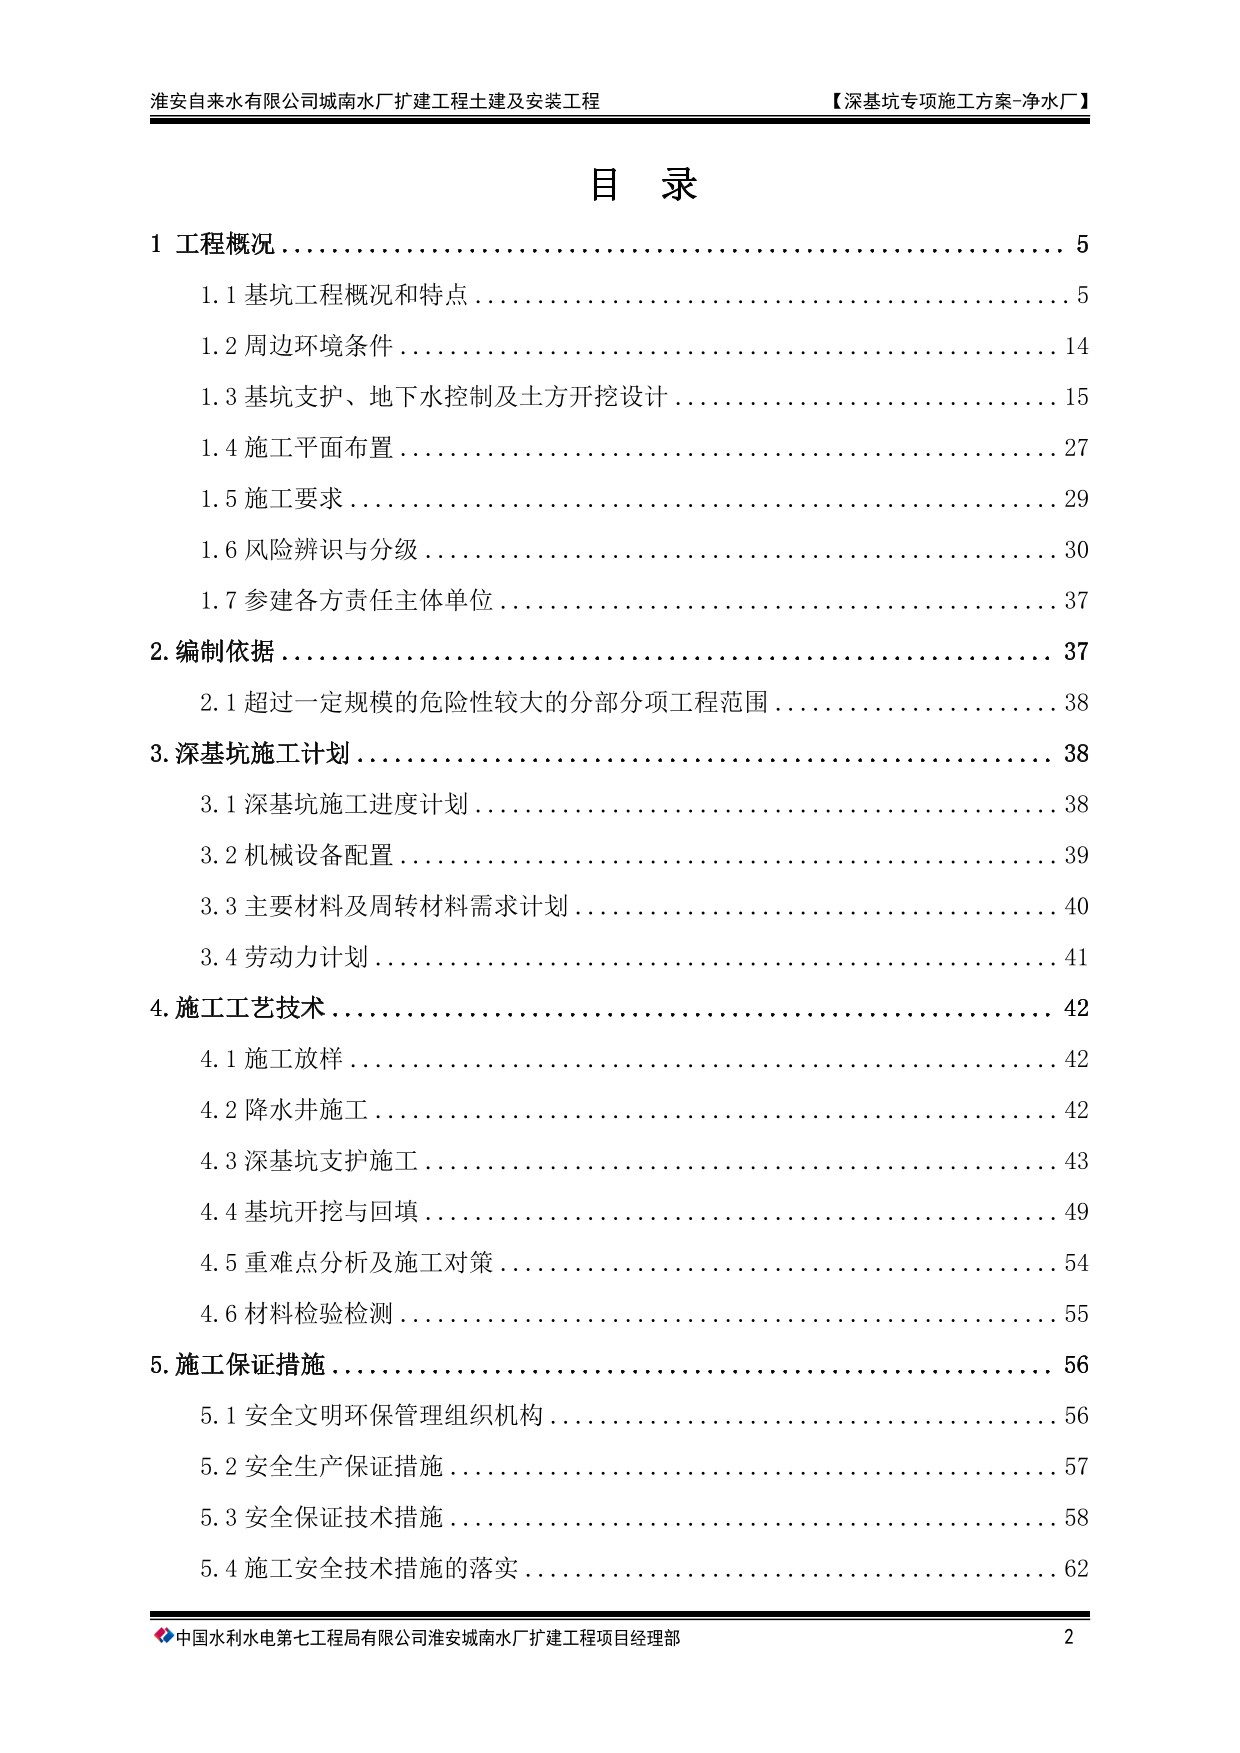 淮安自来水有限公司城南水厂扩建工程土建及安装工程 【深基坑专项施工方案-净水厂】
目 录
1 工程概况 ............................................................... 5
1.1 基坑工程概况和特点 ................................................ 5
1.2 周边环境条件 ..................................................... 14
1.3 基坑支护、地下水控制及土方开挖设计 ............................... 15
1.4 施工平面布置 ..................................................... 27
1.5 施工要求 ......................................................... 29
1.6 风险辨识与分级 ................................................... 30
1.7 参建各方责任主体单位 ............................................. 37
2.编制依据 .............................................................. 37
2.1 超过一定规模的危险性较大的分部分项工程范围 ....................... 38
3.深基坑施工计划 ........................................................ 38
3.1 深基坑施工进度计划 ............................................... 38
3.2 机械设备配置 ..................................................... 39
3.3 主要材料及周转材料需求计划 ....................................... 40
3.4 劳动力计划 ....................................................... 41
4.施工工艺技术 .......................................................... 42
4.1 施工放样 ......................................................... 42
4.2 降水井施工 ....................................................... 42
4.3 深基坑支护施工 ................................................... 43
4.4 基坑开挖与回填 ................................................... 49
4.5 重难点分析及施工对策 ............................................. 54
4.6 材料检验检测 ..................................................... 55
5.施工保证措施 .......................................................... 56
5.1 安全文明环保管理组织机构 ......................................... 56
5.2 安全生产保证措施 ................................................. 57
5.3 安全保证技术措施 ................................................. 58
5.4 施工安全技术措施的落实 ........................................... 62
中国水利水电第七工程局有限公司淮安城南水厂扩建工程项目经理部 2